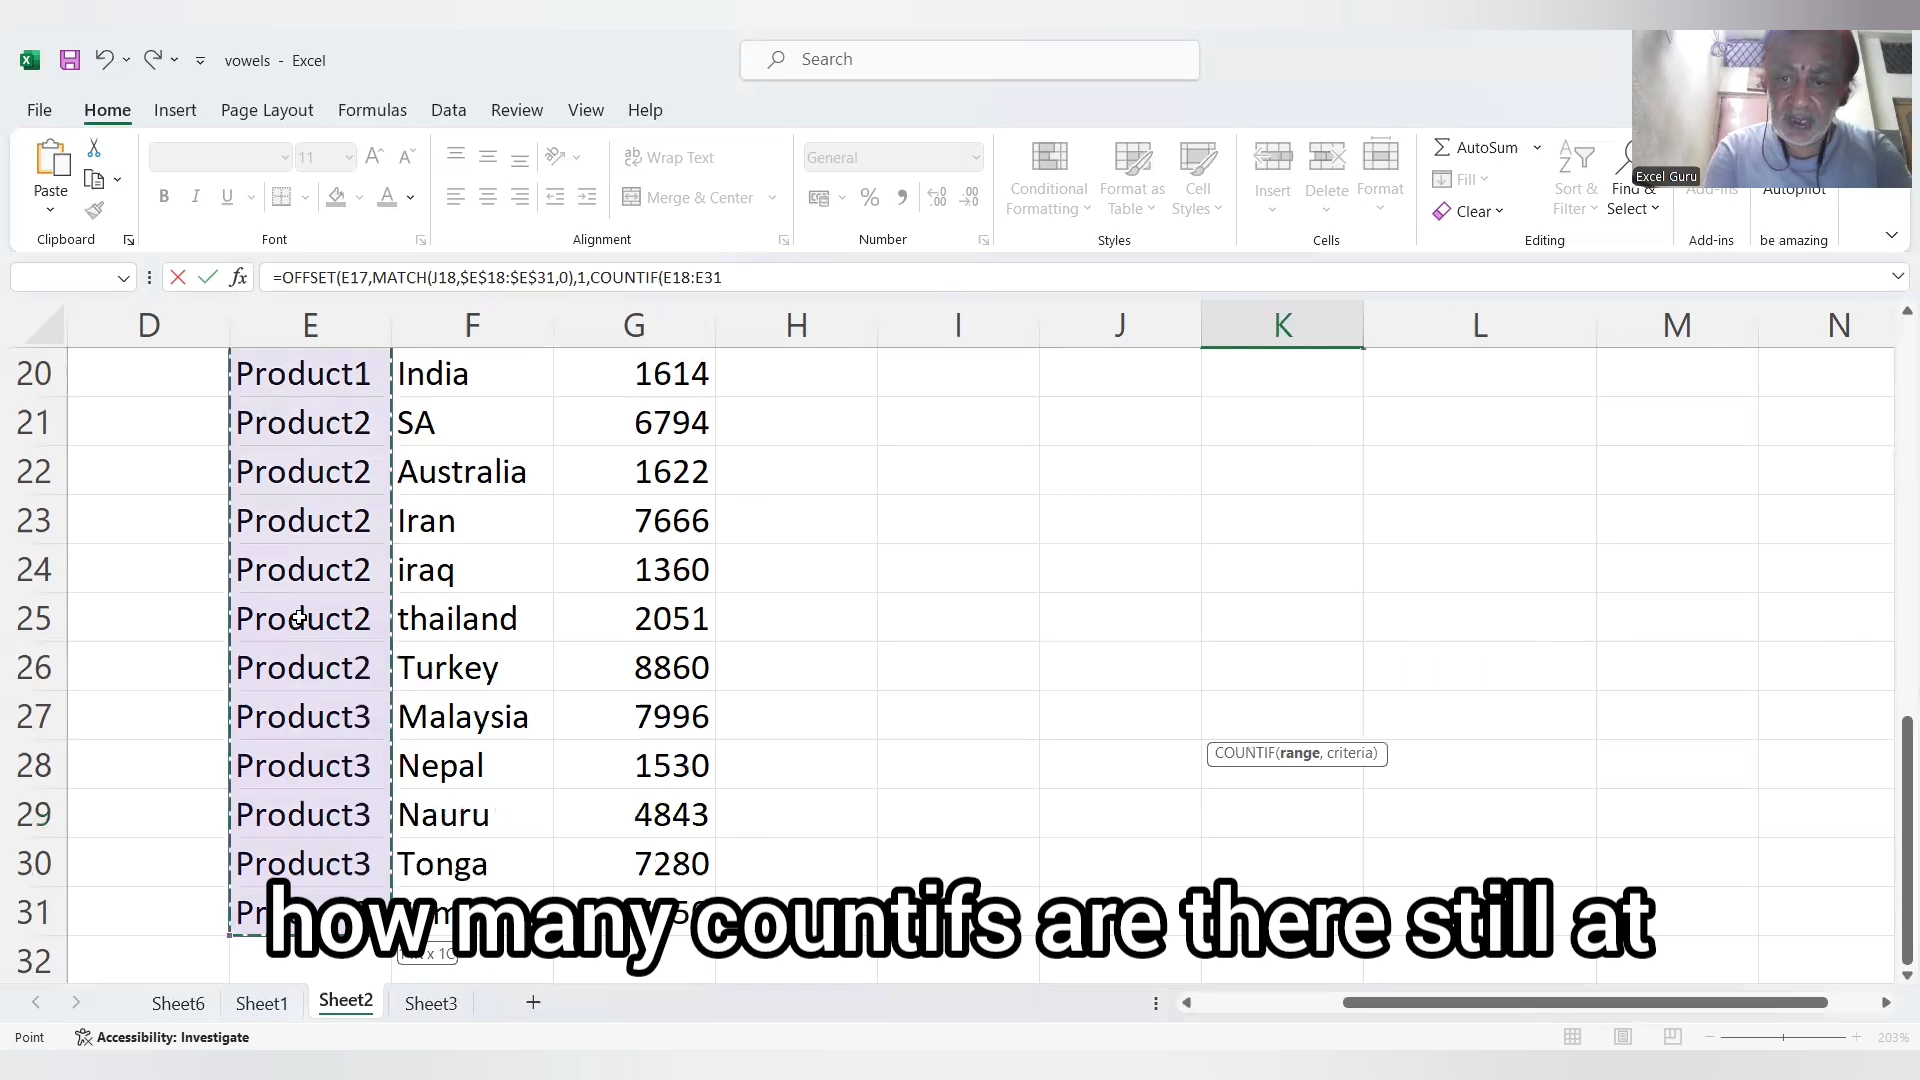 vowels - Excel
Search
File Home Insert Page Layout Formulas Data Review View Help
Paste
11
Wrap Text
Merge & Center
General
Conditional Formatting
Format as Table
Cell Styles
Insert
Delete
Format
AutoSum
Fill
Clear
Sort & Filter
Find & Select
Add-ins
Autopilot
Excel Guru
Clipboard Font Alignment Number Styles Cells Editing Add-ins be amazing
fx =OFFSET(E17,MATCH(J18,$E$18:$E$31,0),1,COUNTIF(E18:E31
D E F G H I J K L M N
20 Product1 India 1614
21 Product2 SA 6794
22 Product2 Australia 1622
23 Product2 Iran 7666
24 Product2 iraq 1360
25 Product2 thailand 2051
26 Product2 Turkey 8860
27 Product3 Malaysia 7996
COUNTIF(range, criteria)
28 Product3 Nepal 1530
29 Product3 Nauru 4843
30 Product3 Tonga 7280
31
how many countifs are there still at
32
Sheet6 Sheet1 Sheet2 Sheet3
Point Accessibility: Investigate 203%